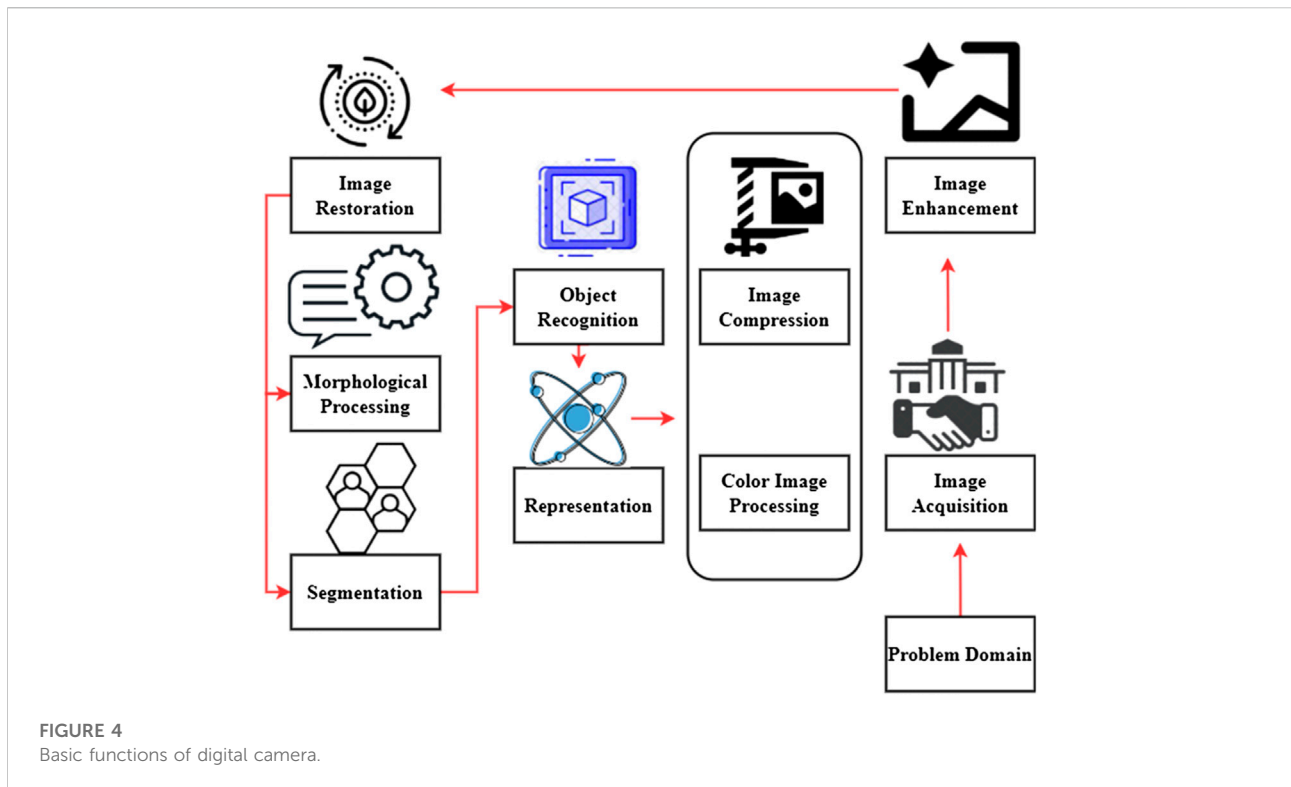 Image
Restoration
Morphological
Processing
Segmentation
Object
Recognition
Representation
Image
Compression
Color Image
Processing
Image
Enhancement
Image
Acquisition
Problem Domain
FIGURE 4
Basic functions of digital camera.